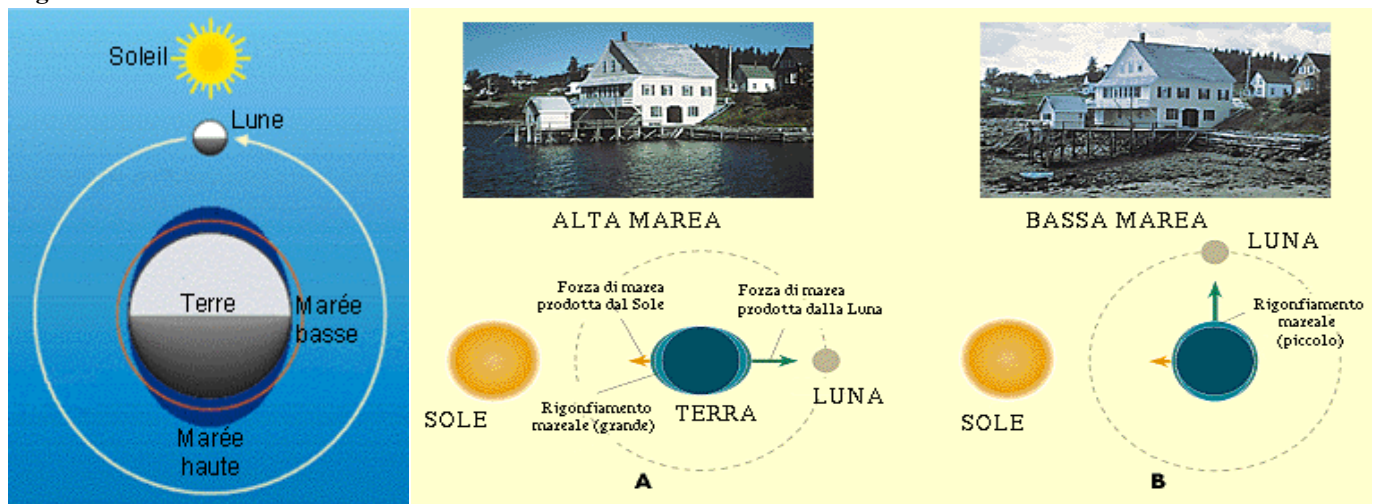 Soleil
Lune
Terre
Marée
basse
Marée
haute
ALTA MAREA
Forza di marea
prodotta dal Sole
Forza di marea
prodotta dalla Luna
SOLE
Rigonfiamento
mareale (grande)
TERRA
LUNA
A
BASSA MAREA
LUNA
Rigonfiamento
mareale
(piccolo)
SOLE
B